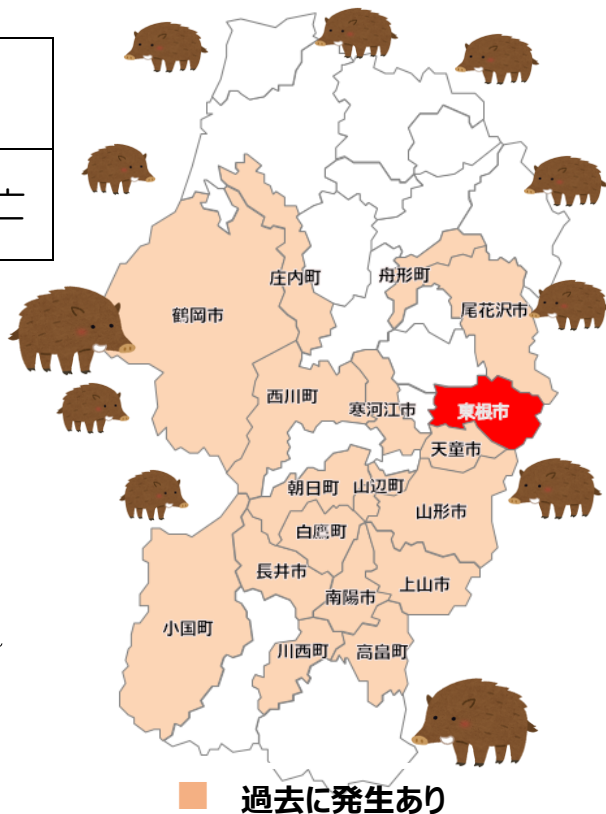 庄内町
舟形町
鶴岡市
尾花沢市
西川町
寒河江市
東根市
天童市
朝日町
山辺町
山形市
白鷹町
長井市
上山市
南陽市
小国町
川西町
高畠町
過去に発生あり